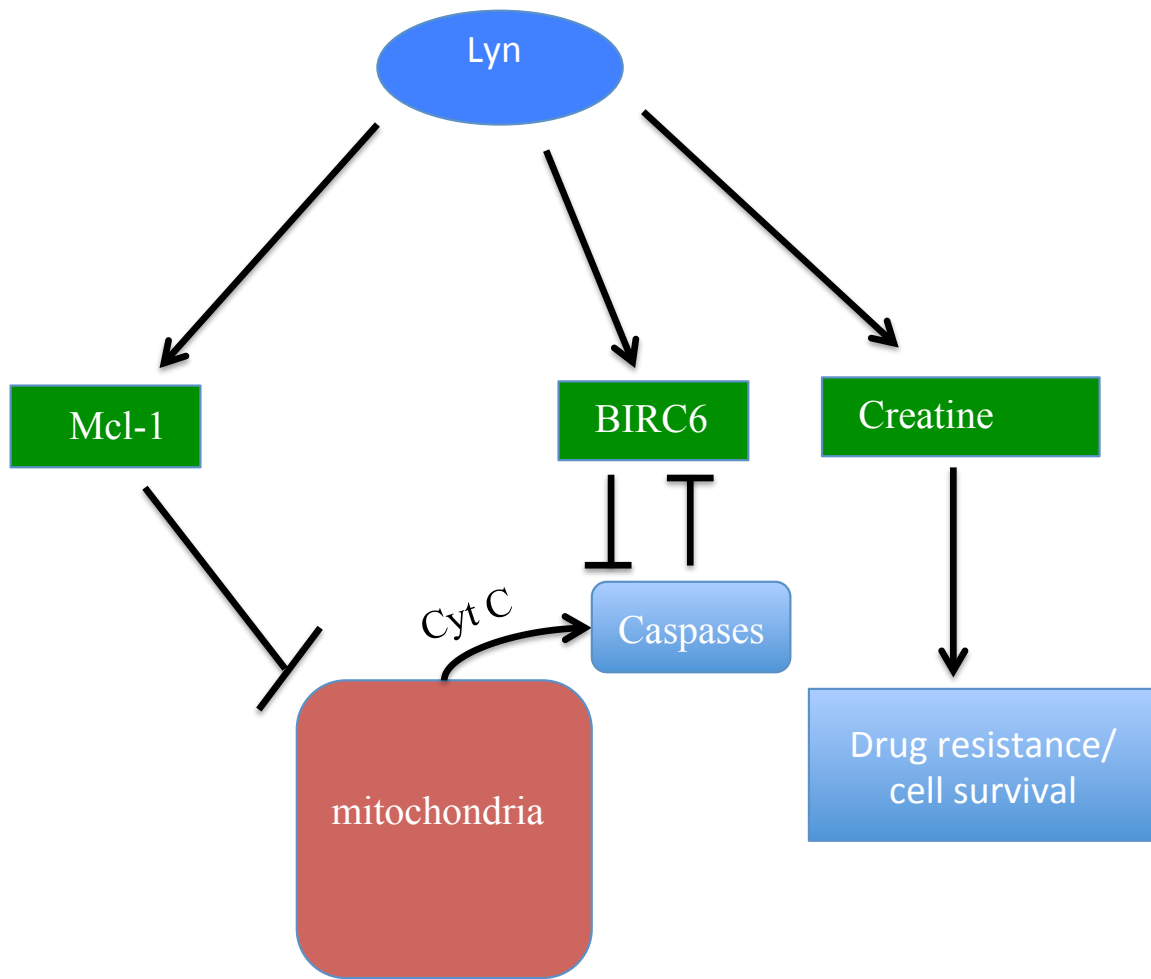 Lyn
Mcl-1
BIRC6
Creatine
Cyt C
Caspases
mitochondria
Drug resistance/
cell survival